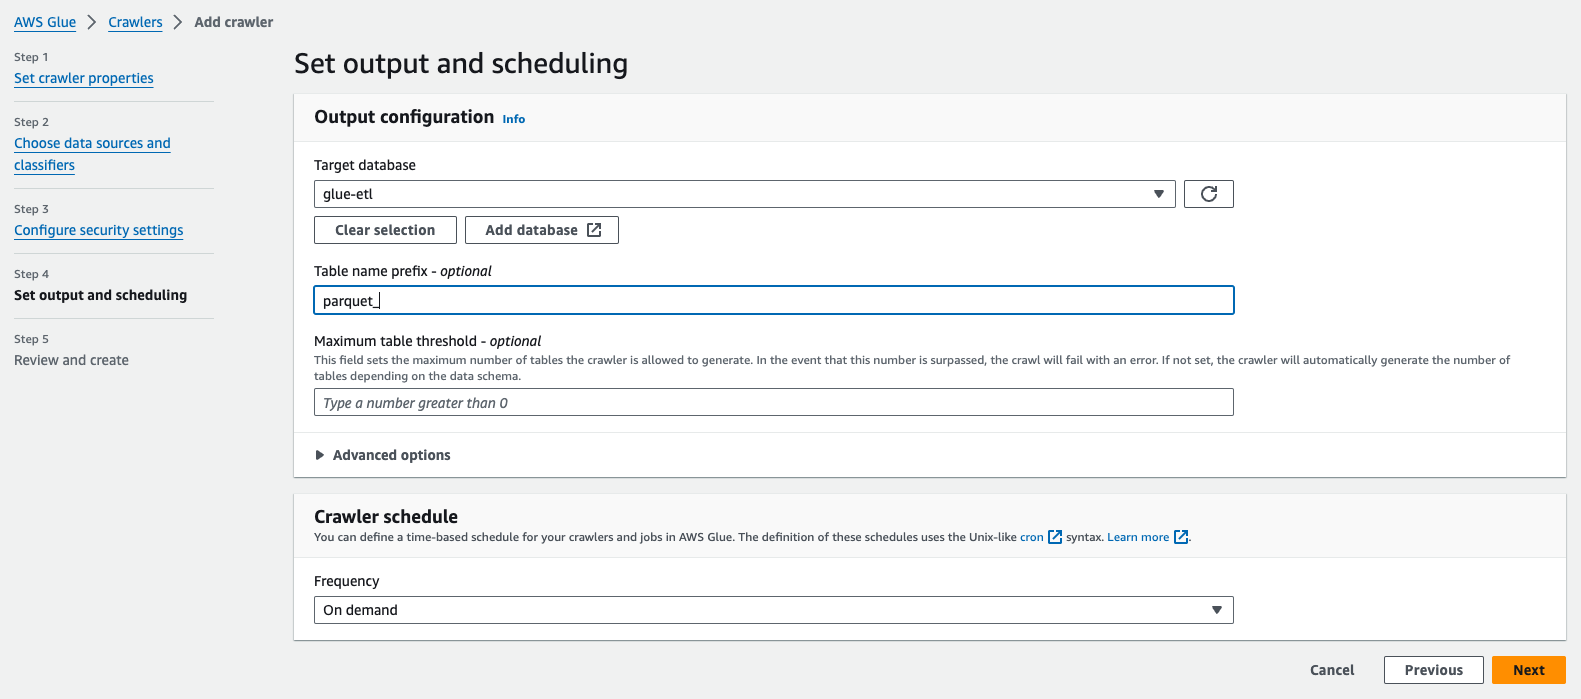 AWS Glue > Crawlers > Add crawler
Step 1
Set crawler properties
Step 2
Choose data sources and
classifiers
Step 3
Configure security settings
Step 4
Set output and scheduling
Step 5
Review and create
Set output and scheduling
Output configuration Info
Target database
glue-etl
Clear selection
Add database
Table name prefix - optional
parquet_
Maximum table threshold - optional
This field sets the maximum number of tables the crawler is allowed to generate. In the event that this number is surpassed, the crawl will fail with an error. If not set, the crawler will automatically generate the number of
tables depending on the data schema.
Type a number greater than 0
Advanced options
Crawler schedule
You can define a time-based schedule for your crawlers and jobs in AWS Glue. The definition of these schedules uses the Unix-like cron syntax. Learn more.
Frequency
On demand
Cancel
Previous
Next